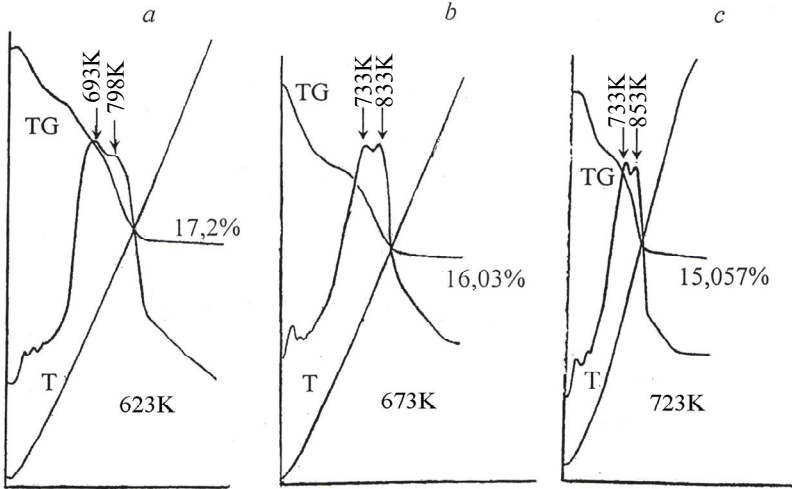 a
693K
798K
TG
17,2%
T
623K
b
733K
833K
TG
16,03%
T
673K
c
733K
853K
TG
15,057%
T
723K